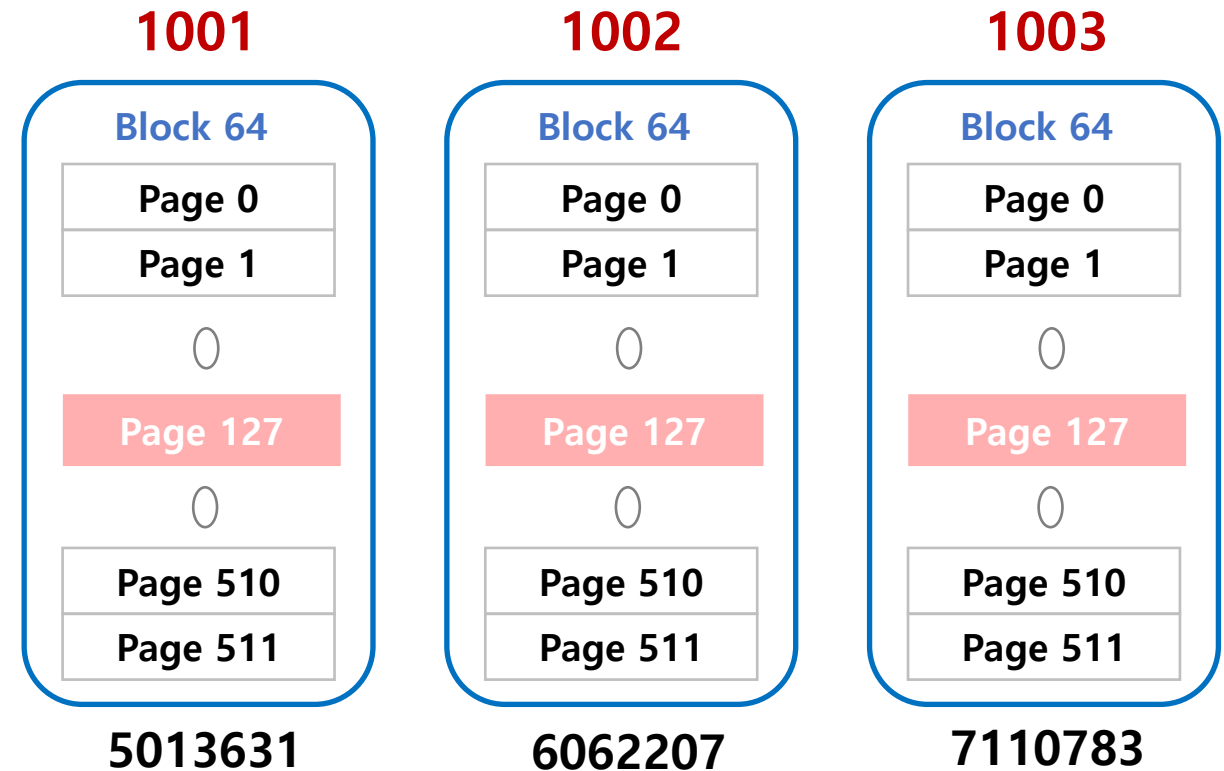 1001
Block 64
Page 0
Page 1
Page 127
Page 510
Page 511
5013631
1002
Block 64
Page 0
Page 1
Page 127
Page 510
Page 511
6062207
1003
Block 64
Page 0
Page 1
Page 127
Page 510
Page 511
7110783